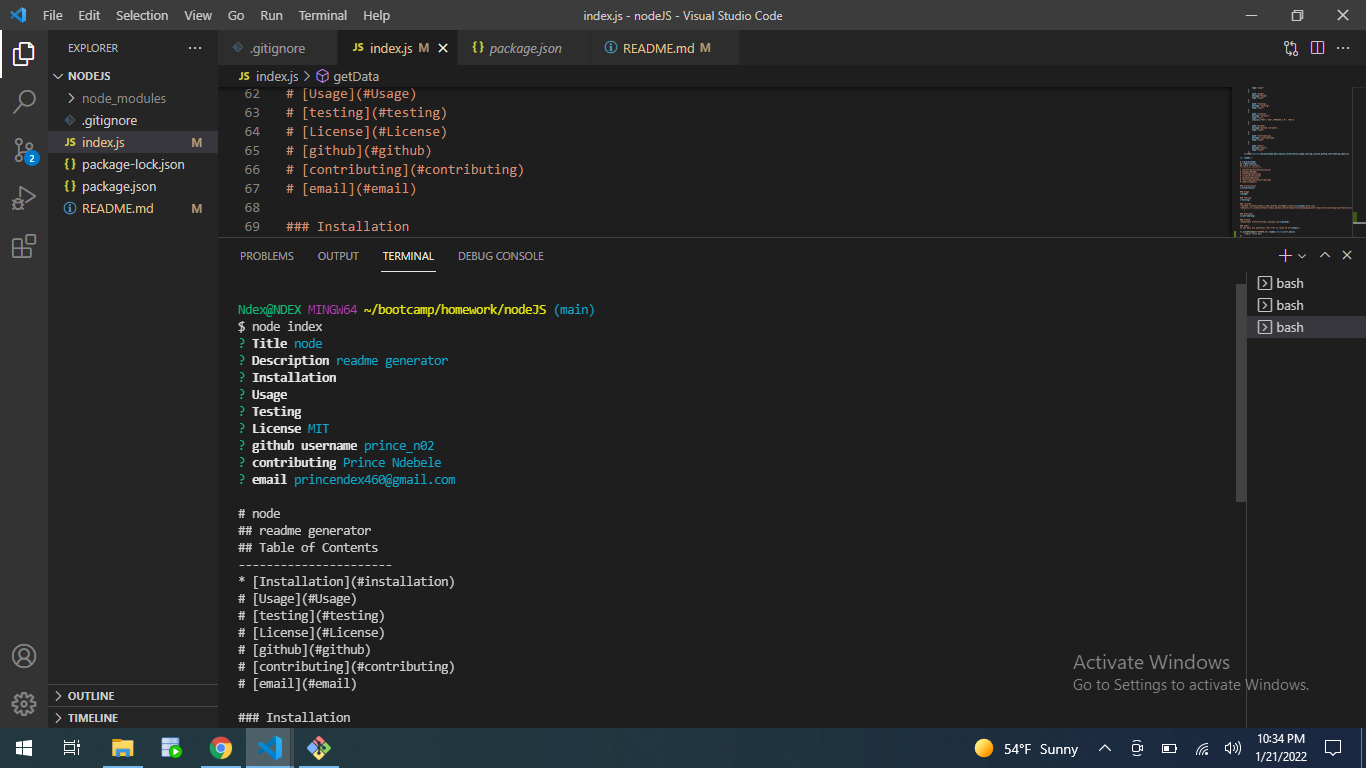 File Edit Selection View Go Run Terminal Help index.js - nodeJS - Visual Studio Code
EXPLORER
.gitignore JS index.js M {} package.json README.md M
NODEJS
node_modules
.gitignore
JS index.js M
{} package-lock.json
{} package.json
README.md M
OUTLINE
TIMELINE
2
JS index.js > getData
62 # [Usage](#Usage)
63 # [testing](#testing)
64 # [License](#License)
65 # [github](#github)
66 # [contributing](#contributing)
67 # [email](#email)
68
69 ### Installation
PROBLEMS OUTPUT TERMINAL DEBUG CONSOLE
bash
bash
bash
Ndex@NDEX MINGW64 ~/bootcamp/homework/nodeJS (main)
$ node index
? Title node
? Description readme generator
? Installation
? Usage
? Testing
? License MIT
? github username prince_n02
? contributing Prince Ndebele
? email princendex460@gmail.com
# node
## readme generator
## Table of Contents
----------------------
* [Installation](#installation)
# [Usage](#Usage)
# [testing](#testing)
# [License](#License)
# [github](#github)
# [contributing](#contributing)
# [email](#email)
### Installation
Activate Windows
Go to Settings to activate Windows.
54°F Sunny
10:34 PM
1/21/2022